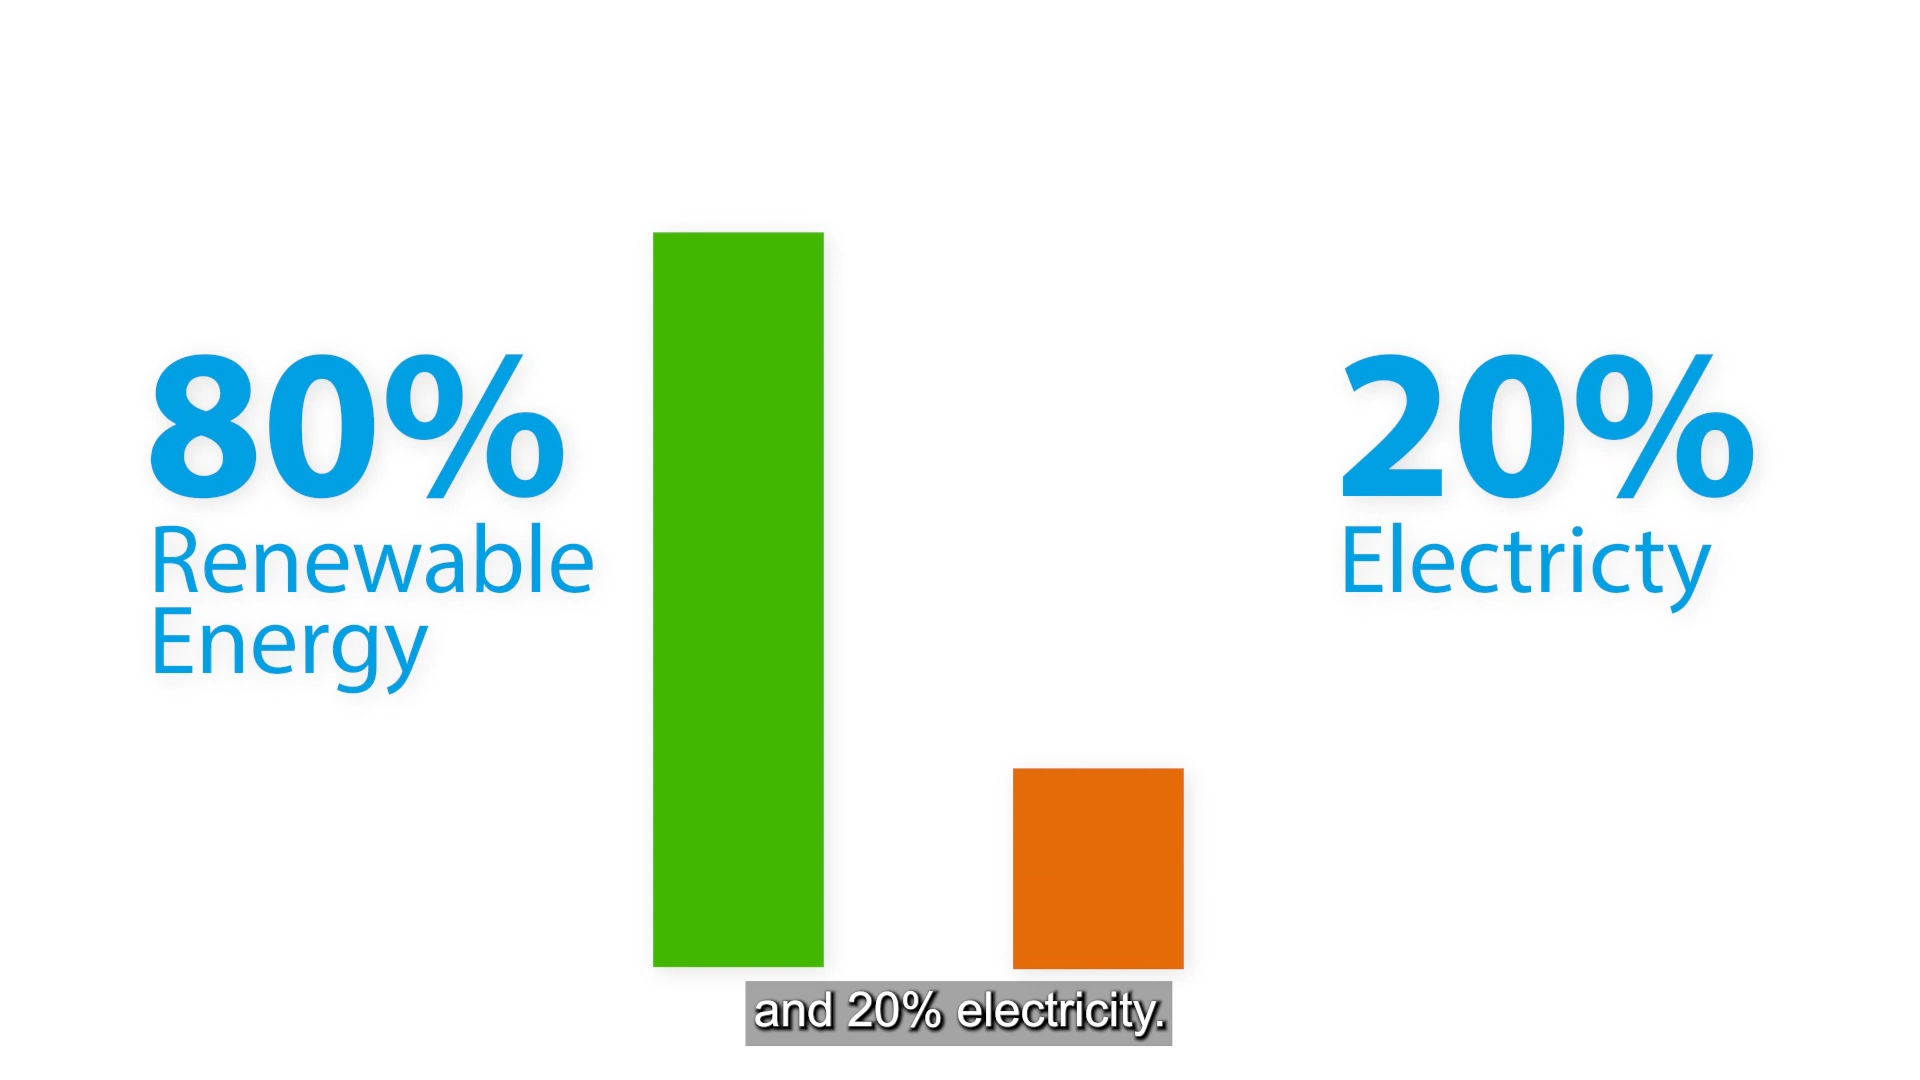 80%
Renewable
Energy
20%
Electricty
and 20% electricity.